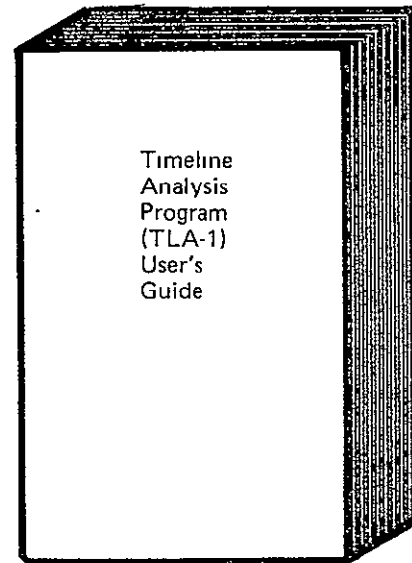 Timeline
Analysis
Program
(TLA-1)
User's
Guide